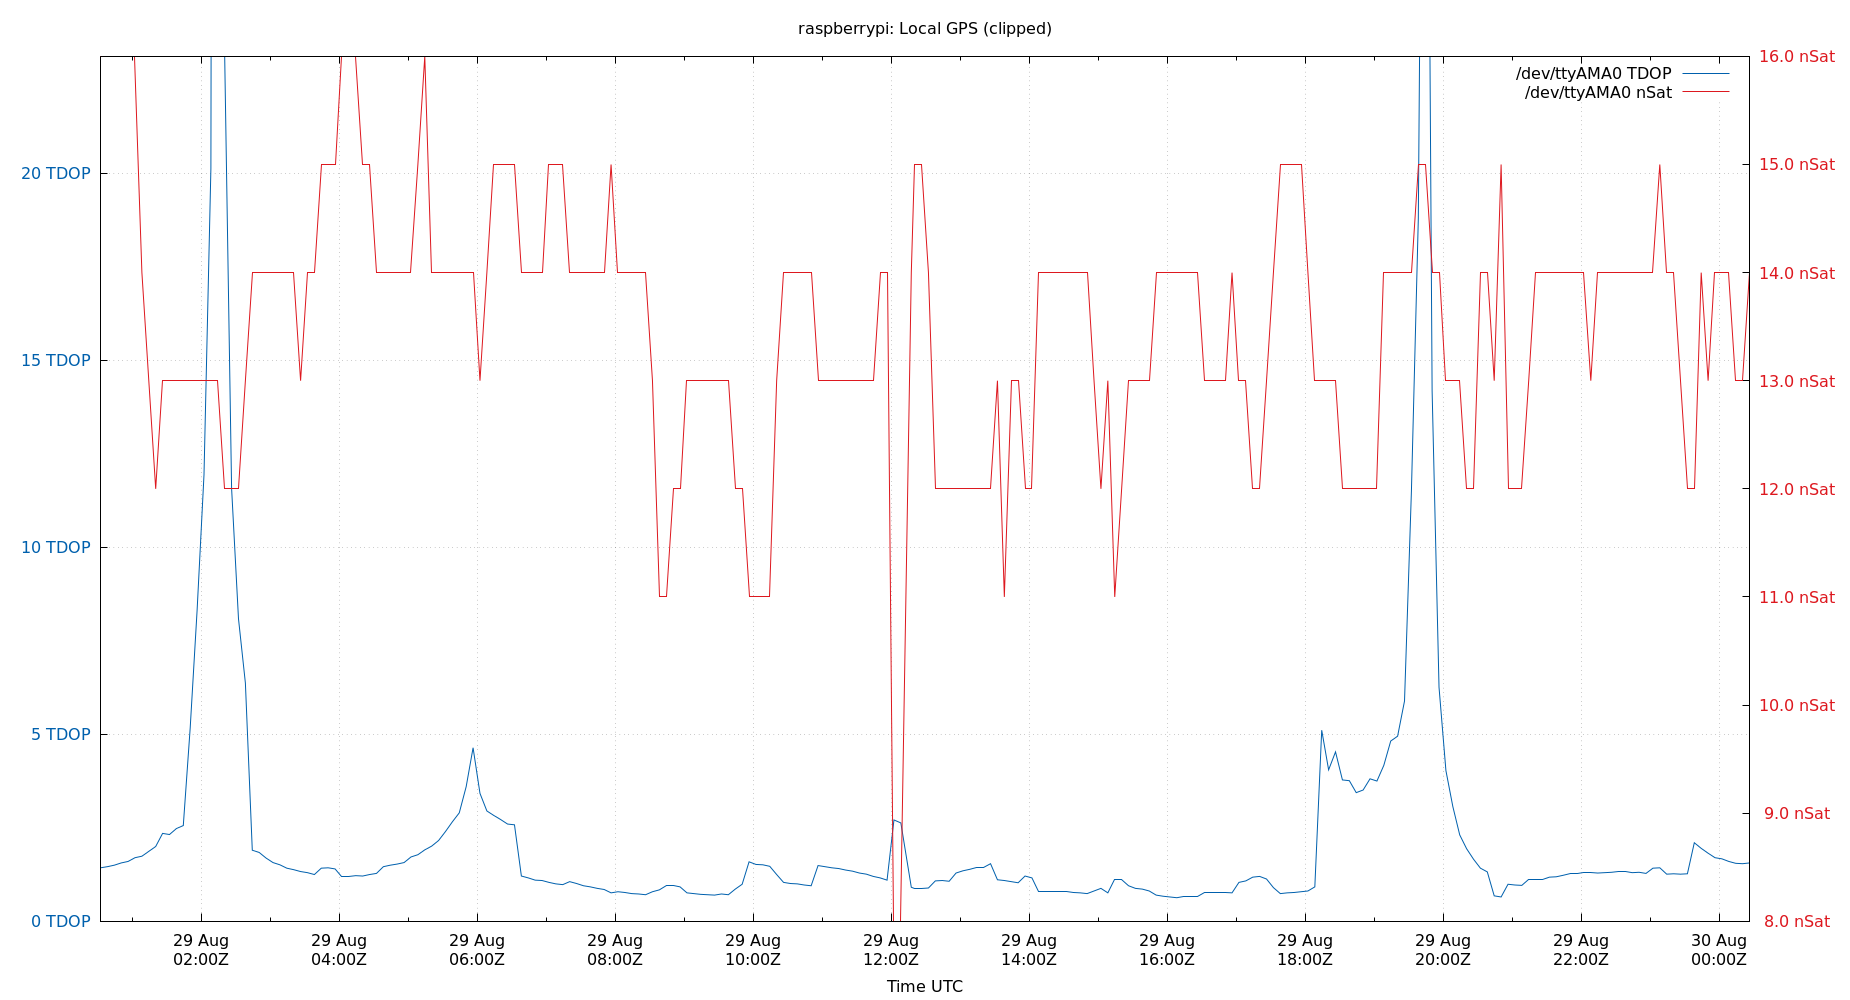 raspberrypi: Local GPS (clipped)
/dev/ttyAMA0 TDOP
/dev/ttyAMA0 nSat
20 TDOP
15 TDOP
10 TDOP
5 TDOP
0 TDOP
16.0 nSat
15.0 nSat
14.0 nSat
13.0 nSat
12.0 nSat
11.0 nSat
10.0 nSat
9.0 nSat
8.0 nSat
29 Aug 29 Aug 29 Aug 29 Aug 29 Aug 29 Aug 29 Aug 29 Aug 29 Aug 29 Aug 29 Aug 30 Aug
02:00Z 04:00Z 06:00Z 08:00Z 10:00Z 12:00Z 14:00Z 16:00Z 18:00Z 20:00Z 22:00Z 00:00Z
Time UTC